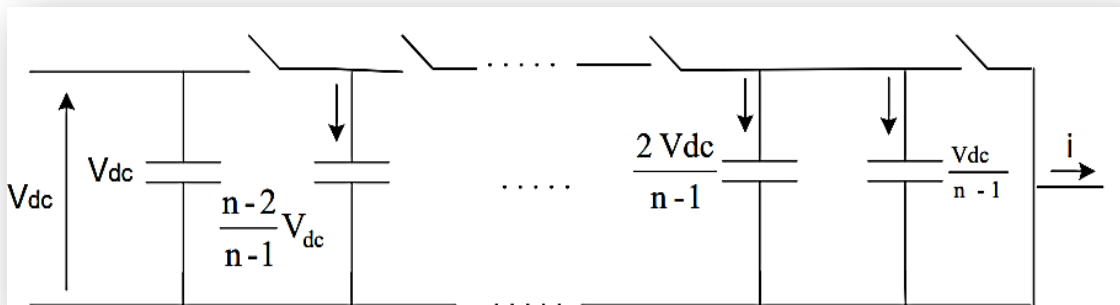 Vdc
Vdc
n-2
n-1
Vdc
.....
.....
.....
2 Vdc
n-1
Vdc
n - 1
i